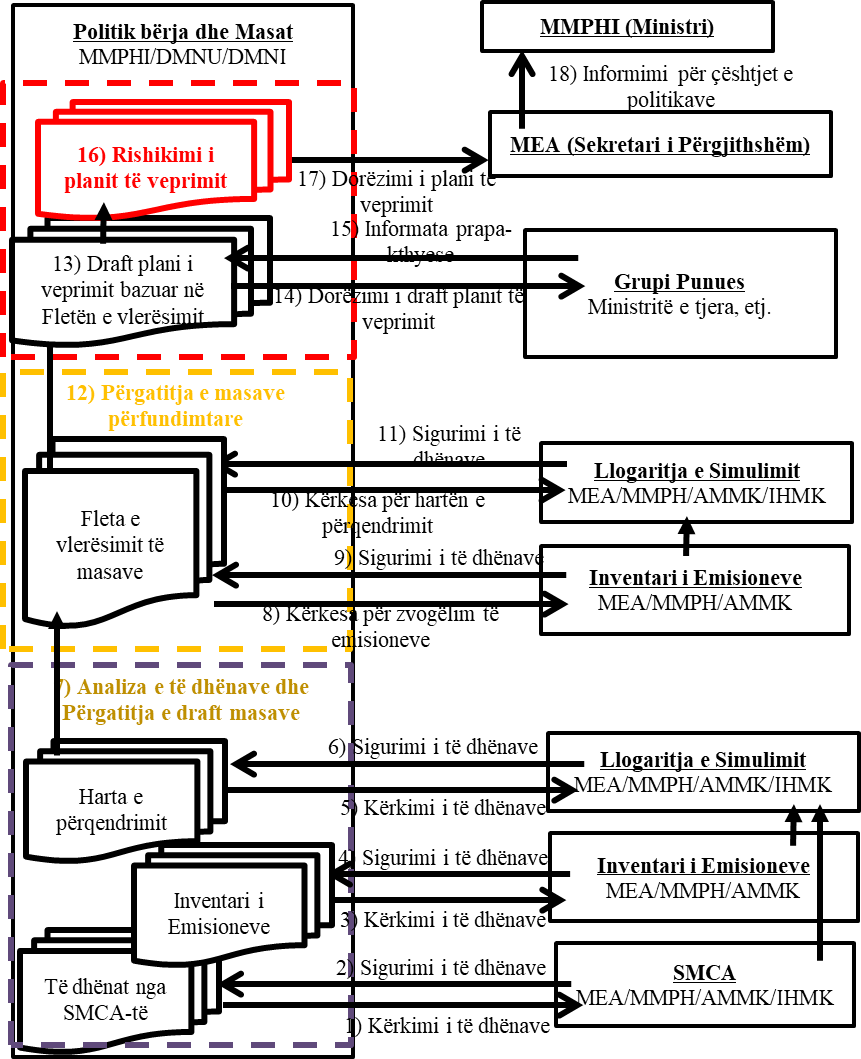 Politik bërja dhe Masat
MMPHI/DMNU/DMNI
MMPHI (Ministri)
18) Informimi për çështjet e
politikave
MEA (Sekretari i Përgjithshëm)
16) Rishikimi i
planit të veprimit
17) Dorëzimi i plani të
veprimit
15) Informata prapa-
kthyese
13) Draft plani i
veprimit bazuar në
Fletën e vlerësimit
14) Dorëzimi i draft planit të
veprimit
Grupi Punues
Ministritë e tjera, etj.
12) Përgatitja e masave
përfundimtare
11) Sigurimi i të
dhënave
Llogaritja e Simulimit
MEA/MMPH/AMMK/IHMK
10) Kërkesa për hartën e
përqendrimit
Fleta e
vlerësimit të
masave
9) Sigurimi i të dhënave
Inventari i Emisioneve
MEA/MMPH/AMMK
8) Kërkesa për zvogëlim të
emisioneve
7) Analiza e të dhënave dhe
Përgatitja e draft masave
6) Sigurimi i të dhënave
Llogaritja e Simulimit
MEA/MMPH/AMMK/IHMK
Harta e
përqendrimit
5) Kërkimi i të dhënave
4) Sigurimi i të dhënave
Inventari i Emisioneve
MEA/MMPH/AMMK
Inventari i
Emisioneve
3) Kërkimi i të dhënave
2) Sigurimi i të dhënave
SMCA
MEA/MMPH/AMMK/IHMK
Të dhënat nga
SMCA-të
1) Kërkimi i të dhënave